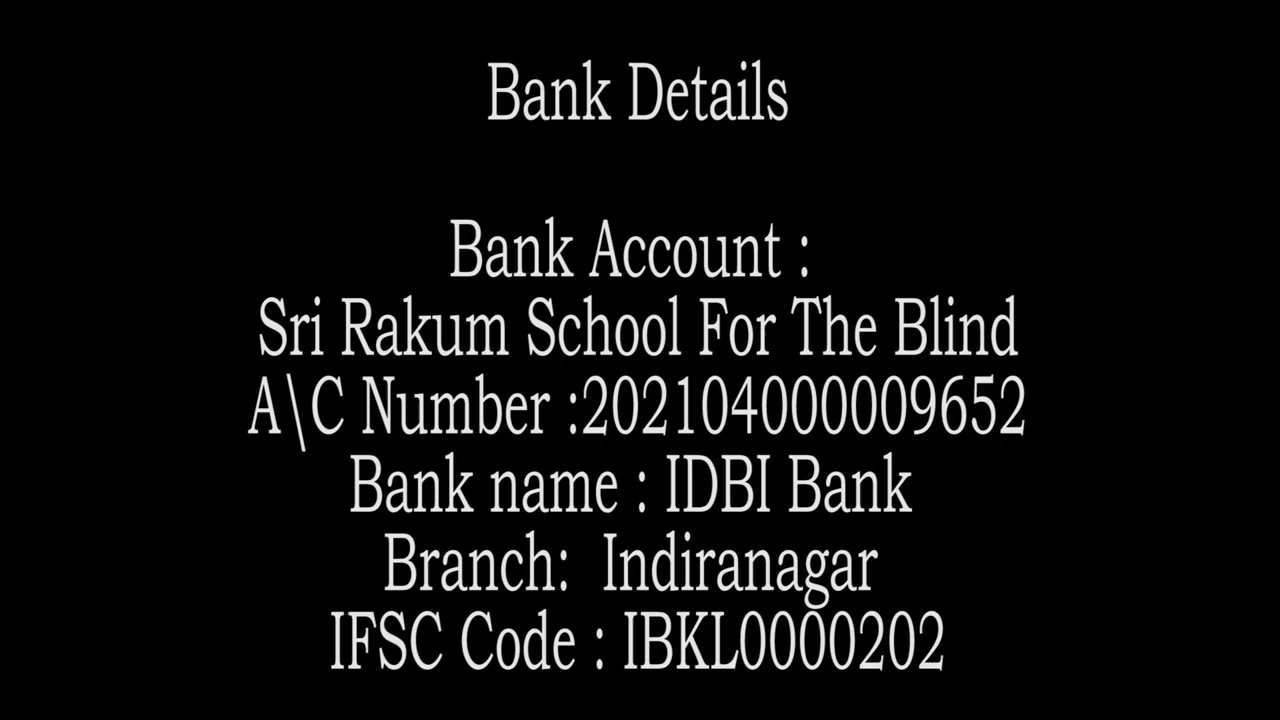 Bank Details
Bank Account :
Sri Rakum School For The Blind
A\C Number :202104000009652
Bank name : IDBI Bank
Branch: Indiranagar
IFSC Code : IBKL0000202